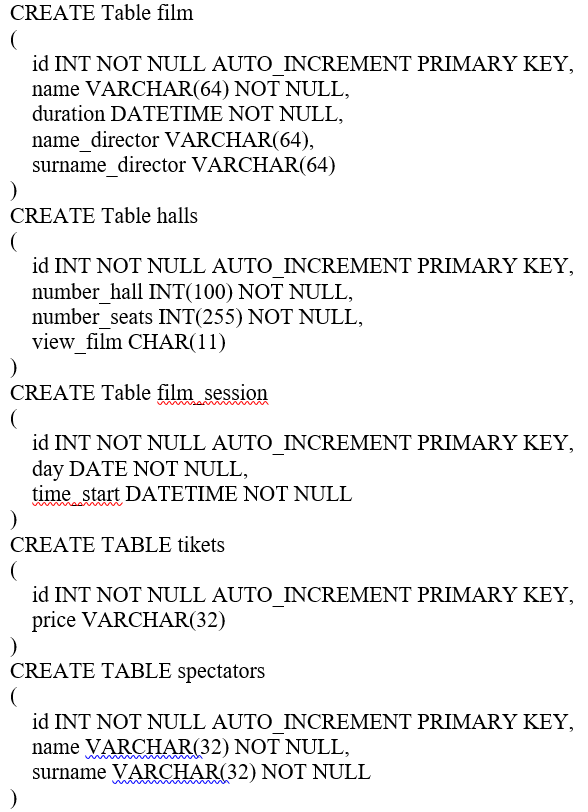 CREATE Table film
(
id INT NOT NULL AUTO_INCREMENT PRIMARY KEY,
name VARCHAR(64) NOT NULL,
duration DATETIME NOT NULL,
name_director VARCHAR(64),
surname_director VARCHAR(64)
)
CREATE Table halls
(
id INT NOT NULL AUTO_INCREMENT PRIMARY KEY,
number_hall INT(100) NOT NULL,
number_seats INT(255) NOT NULL,
view_film CHAR(11)
)
CREATE Table film_session
(
id INT NOT NULL AUTO_INCREMENT PRIMARY KEY,
day DATE NOT NULL,
time_start DATETIME NOT NULL
)
CREATE TABLE tikets
(
id INT NOT NULL AUTO_INCREMENT PRIMARY KEY,
price VARCHAR(32)
)
CREATE TABLE spectators
(
id INT NOT NULL AUTO_INCREMENT PRIMARY KEY,
name VARCHAR(32) NOT NULL,
surname VARCHAR(32) NOT NULL
)